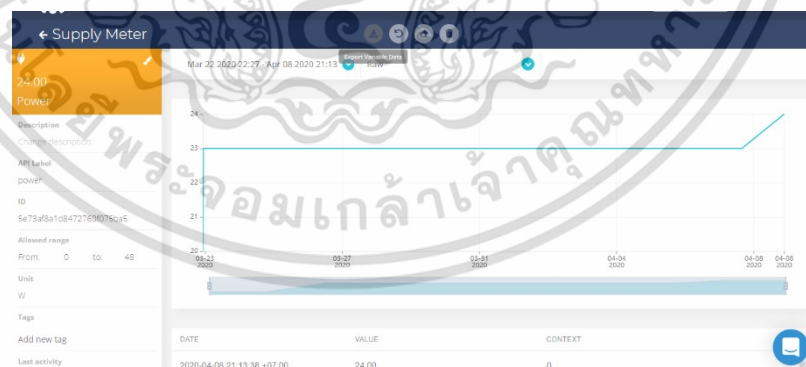 ← Supply Meter
Export Variable Data
Mar 22 2020 22:27 - Apr 08 2020 21:13
Raw
24.00
Power
Description
Change description
API Label
power
ID
Allowed range
From: 0 to: 48
Unit
W
Tags
Add new tag
Last activity
24
23
22
21
20
03-23
2020
03-27
2020
03-31
2020
04-04
2020
04-08
2020
04-08
2020
DATE VALUE CONTEXT
2020-04-08 21:13:38 +07:00 24.00 {}